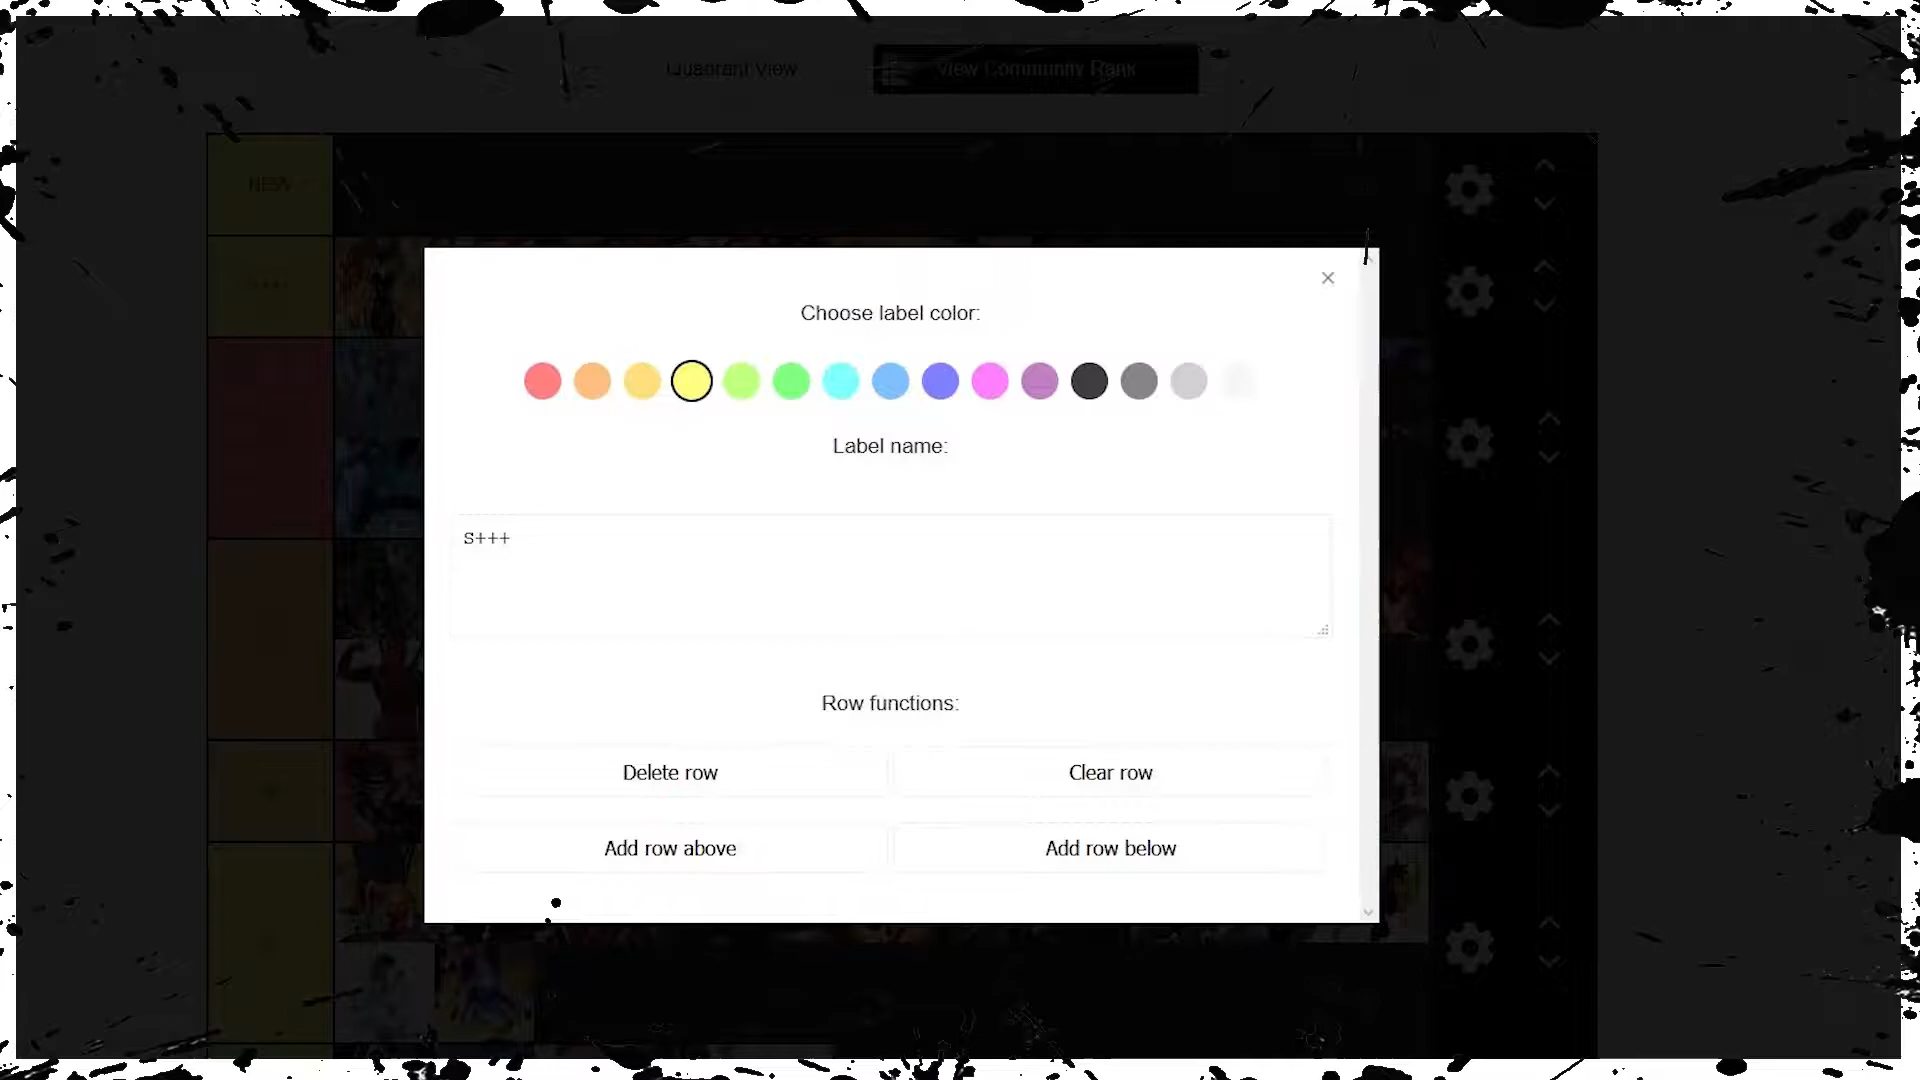 Quadrant View
View Community Rank
NEW
Choose label color:
Label name:
S+++
Row functions:
Delete row
Clear row
Add row above
Add row below